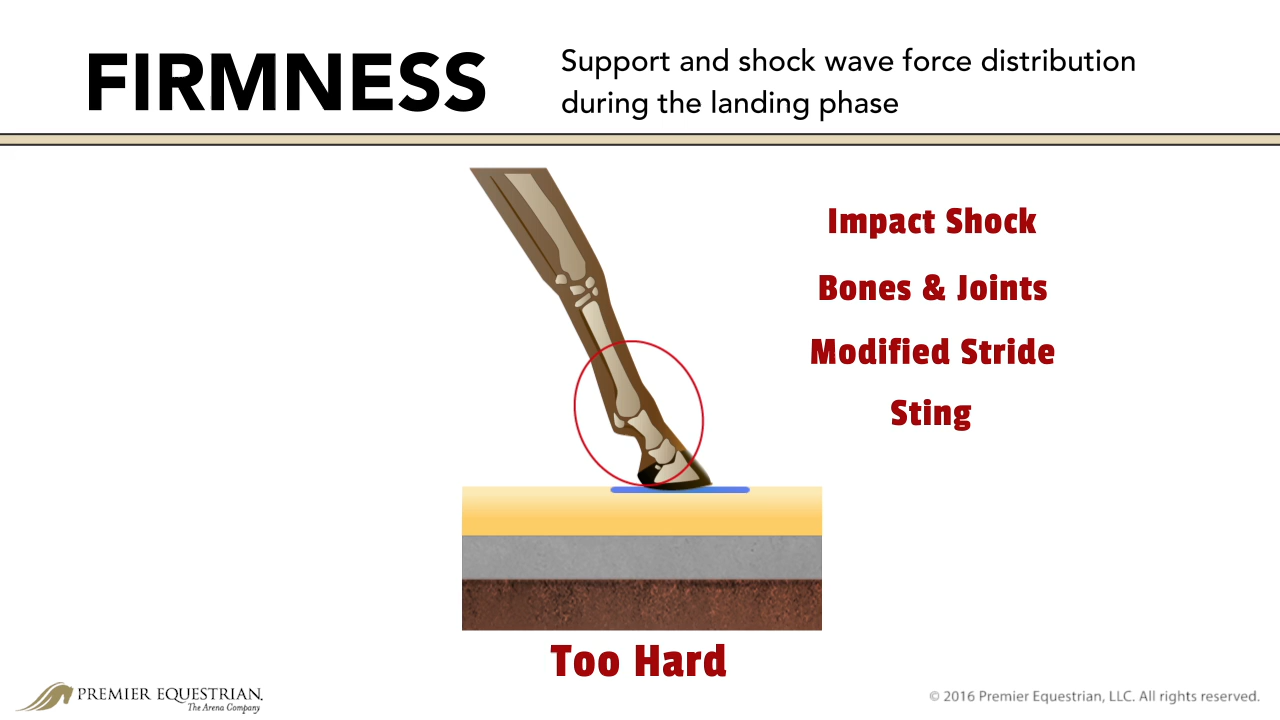 FIRMNESS
Support and shock wave force distribution
during the landing phase
Impact Shock
Bones & Joints
Modified Stride
Sting
Too Hard
PREMIER EQUESTRIAN,
The Arena Company
© 2016 Premier Equestrian, LLC. All rights reserved.